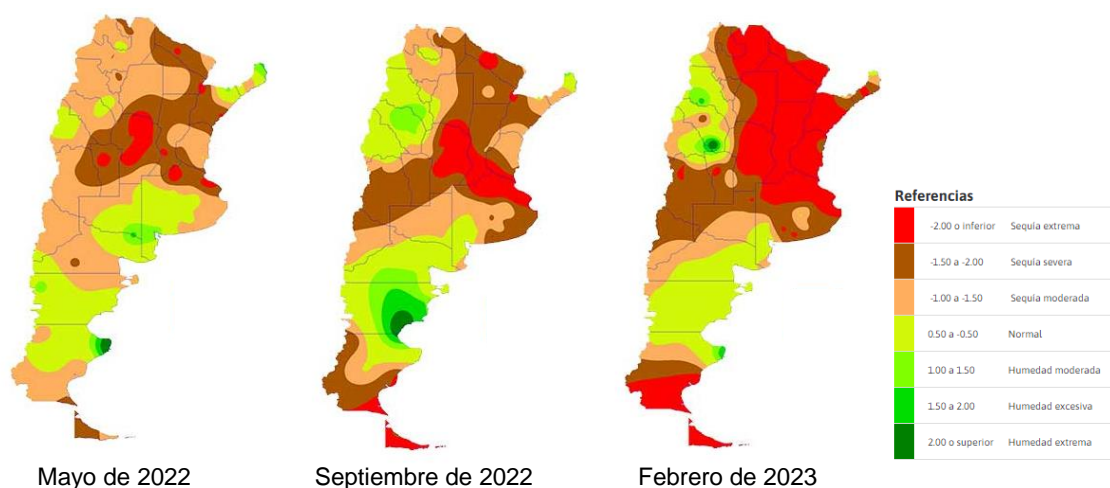 Referencias
-2.00 o inferior Sequía extrema
-1.50 a -2.00 Sequía severa
-1.00 a -1.50 Sequía moderada
0.50 a -0.50 Normal
1.00 a 1.50 Humedad moderada
1.50 a 2.00 Humedad excesiva
2.00 o superior Humedad extrema
Mayo de 2022
Septiembre de 2022
Febrero de 2023